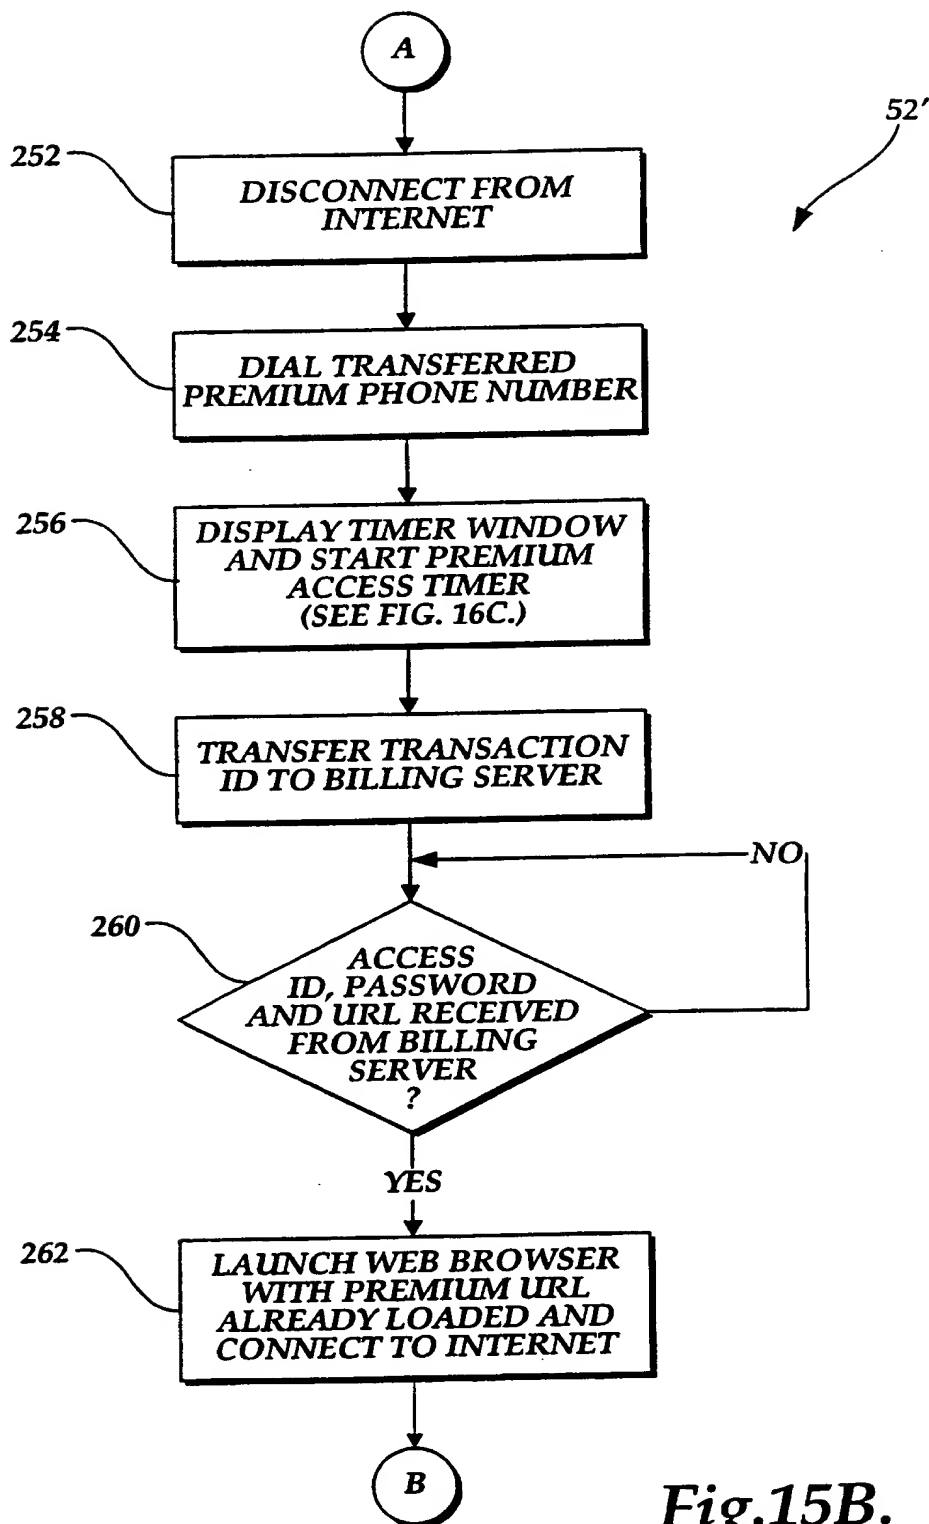 A
52'
252
DISCONNECT FROM
INTERNET
254
DIAL TRANSFERRED
PREMIUM PHONE NUMBER
256
DISPLAY TIMER WINDOW
AND START PREMIUM
ACCESS TIMER
(SEE FIG. 16C.)
258
TRANSFER TRANSACTION
ID TO BILLING SERVER
NO
260
ACCESS
ID, PASSWORD
AND URL RECEIVED
FROM BILLING
SERVER
?
YES
262
LAUNCH WEB BROWSER
WITH PREMIUM URL
ALREADY LOADED AND
CONNECT TO INTERNET
B
Fig.15B.